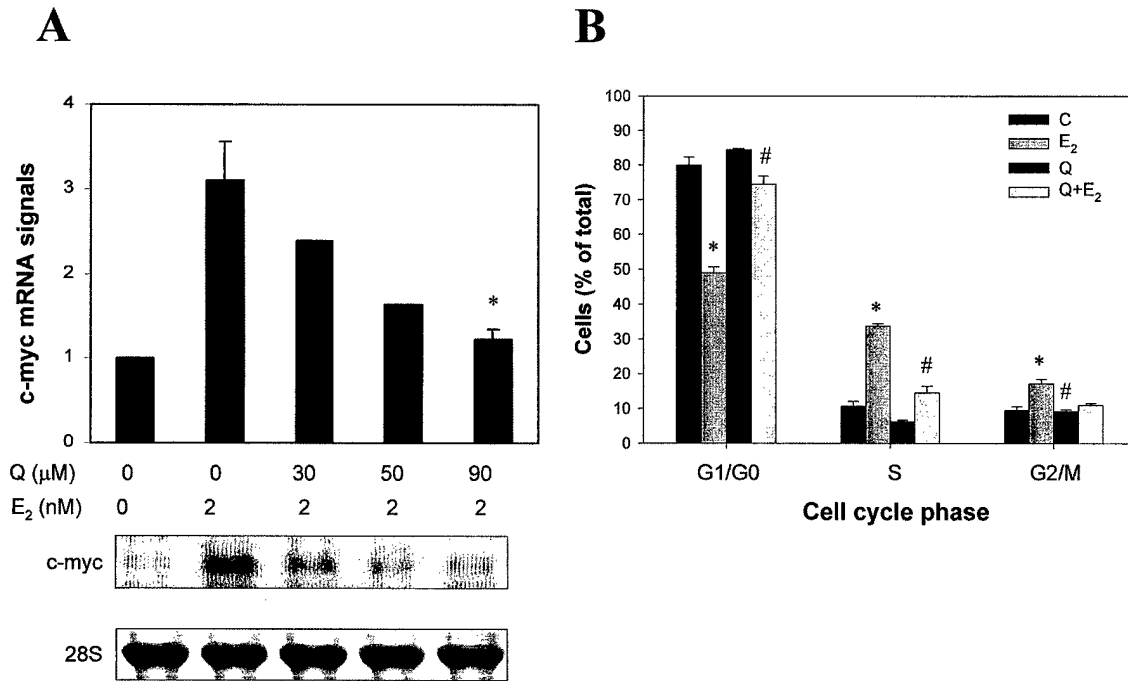 A
4
3
2
1
0
c-myc mRNA signals
*
Q (μM) 0 0 30 50 90
E₂ (nM) 0 2 2 2 2
c-myc
28S
B
100
90
80
70
60
50
40
30
20
10
0
Cells (% of total)
C
E₂
Q
Q+E₂
* #
* #
* #
G1/G0 S G2/M
Cell cycle phase